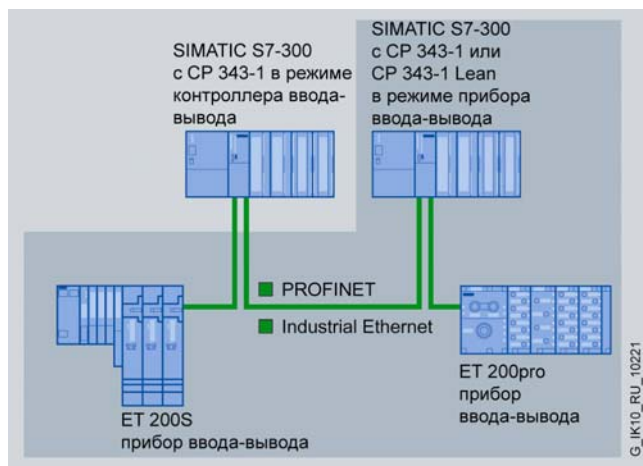 SIMATIC S7-300
с CP 343-1 в режиме
контроллера ввода-
вывода
SIMATIC S7-300
с CP 343-1 или
CP 343-1 Lean
в режиме прибора
ввода-вывода
PROFINET
Industrial Ethernet
ET 200S
прибор ввода-вывода
ET 200pro
прибор
ввода-вывода
G_IK10_RU_10221